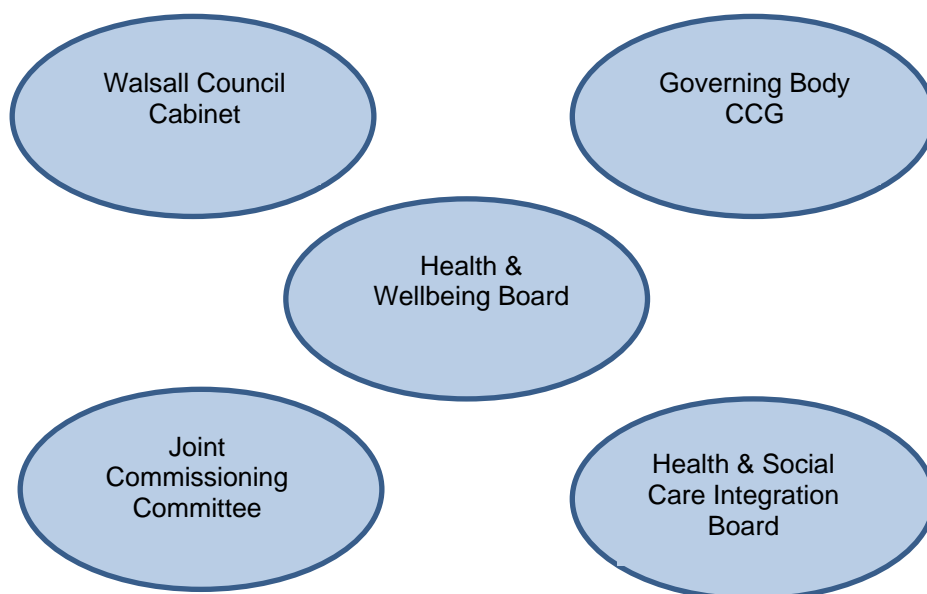 Walsall Council
Cabinet
Governing Body
CCG
Health &
Wellbeing Board
Joint
Commissioning
Committee
Health & Social
Care Integration
Board